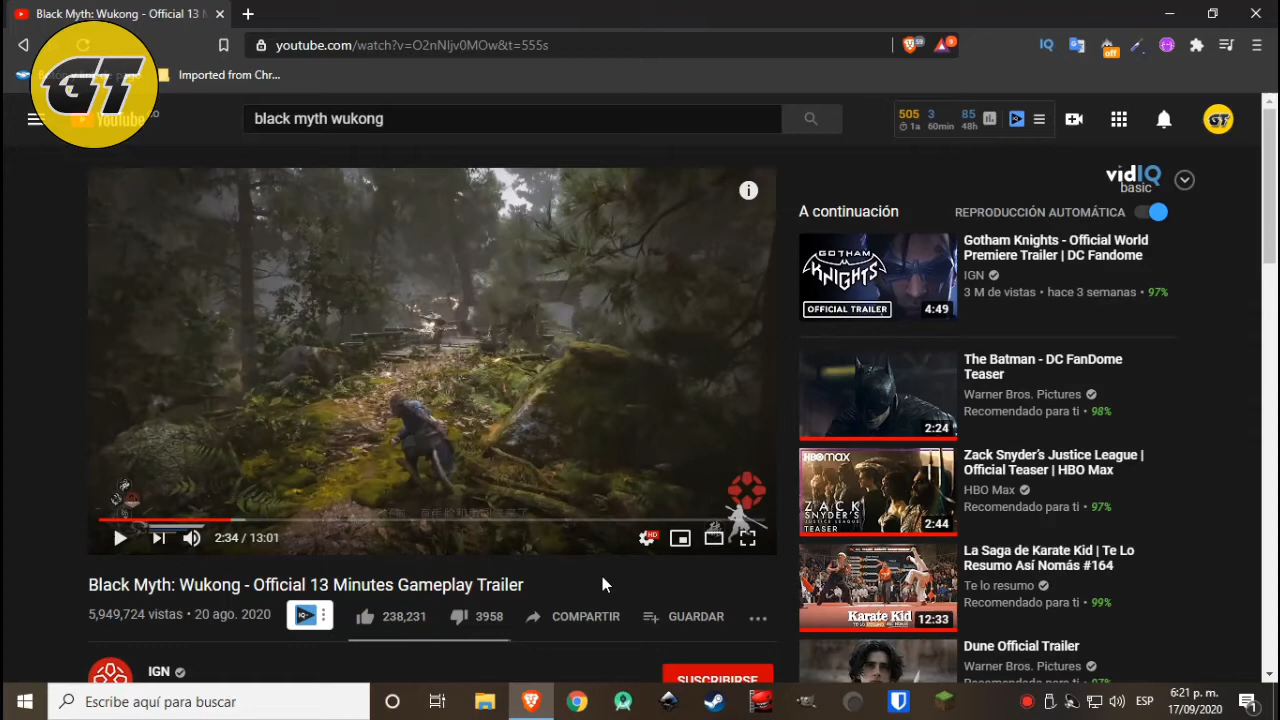 Black Myth: Wukong - Official 13 M
youtube.com/watch?v=O2nNIjv0MOw&t=555s
Imported from Chr...
GT
YouTube
black myth wukong
505 3 85
1a 60min 48h
vidIQ
basic
A continuación
REPRODUCCIÓN AUTOMÁTICA
GOTHAM
KNIGHTS
OFFICIAL TRAILER
4:49
Gotham Knights - Official World
Premiere Trailer | DC Fandome
IGN
3 M de vistas • hace 3 semanas • 97%
2:24
The Batman - DC FanDome
Teaser
Warner Bros. Pictures
Recomendado para ti • 98%
HBOMAX
ZACK
SNYDER'S
JUSTICE LEAGUE
TEASER
2:44
Zack Snyder's Justice League |
Official Teaser | HBO Max
HBO Max
Recomendado para ti • 97%
Karate Kid
12:33
La Saga de Karate Kid | Te Lo
Resumo Así Nomás #164
Te lo resumo
Recomendado para ti • 99%
Dune Official Trailer
Warner Bros. Pictures
2:34 / 13:01
HD
Black Myth: Wukong - Official 13 Minutes Gameplay Trailer
5,949,724 vistas • 20 ago. 2020
238,231
3958
COMPARTIR
GUARDAR
IGN
SUSCRIBIRSE
Escribe aquí para buscar
ESP
6:21 p. m.
17/09/2020